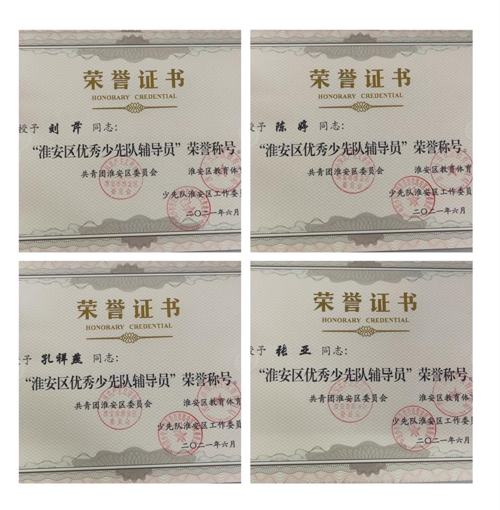 荣誉证书
HONORARY CREDENTIAL
授予 刘芹 同志：
“淮安区优秀少先队辅导员”荣誉称号。
共青团淮安区委员会 淮安区教育体
少先队淮安区工作委
二〇二一年六月
荣誉证书
HONORARY CREDENTIAL
授予 陈婷 同志：
“淮安区优秀少先队辅导员”荣誉称号。
共青团淮安区委员会 淮安区教育体育
少先队淮安区工作委员
二〇二一年六月
荣誉证书
HONORARY CREDENTIAL
予 孔祥燕 同志：
“淮安区优秀少先队辅导员”荣誉称号。
共青团淮安区委员会 淮安区教育体
少先队淮安区工作委
二〇二一年六月
荣誉证书
HONORARY CREDENTIAL
授予 张亚 同志：
“淮安区优秀少先队辅导员”荣誉称号。
共青团淮安区委员会 淮安区教育体育
少先队淮安区工作委
二〇二一年六月